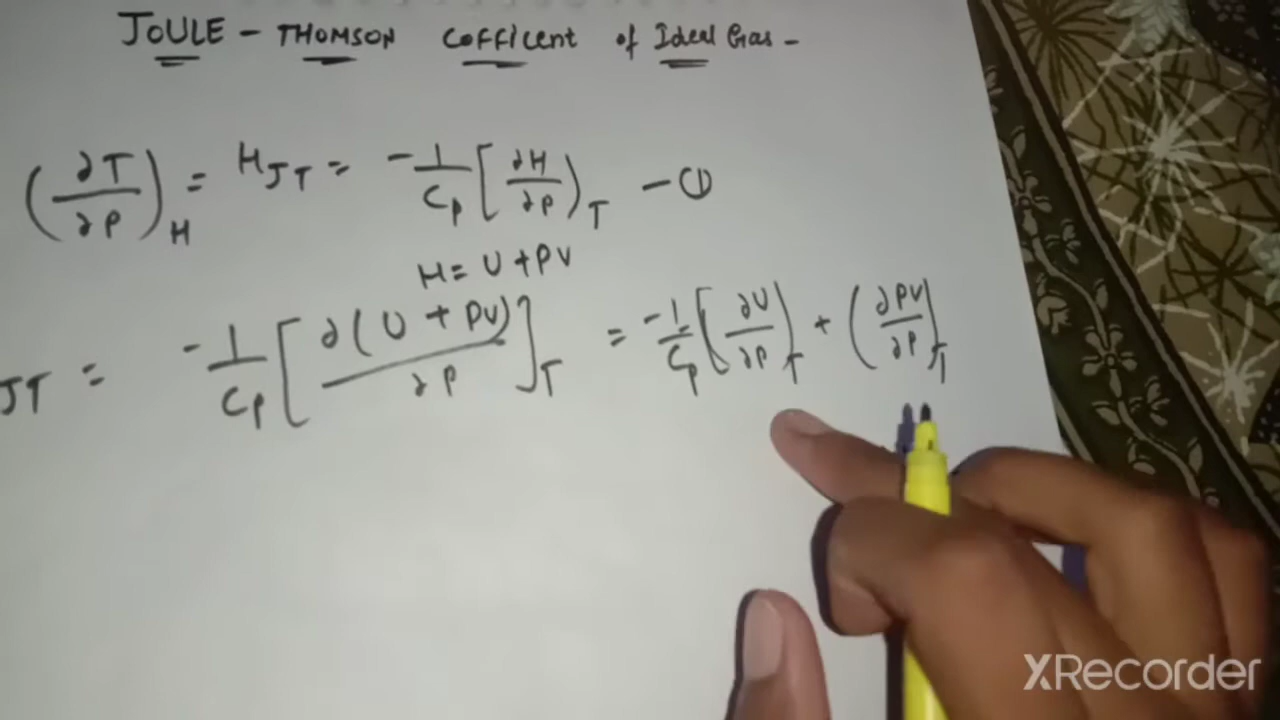 JOULE - THOMSON COfficent of Ideal Gas -
(∂T/∂P)H = HJT = -1/CP [∂H/∂P)T - ①
H = U + PV
JT = -1/CP [∂(U + PV)/∂P]T = -1/CP [∂U/∂P)T + (∂PV/∂P)T
XRecorder